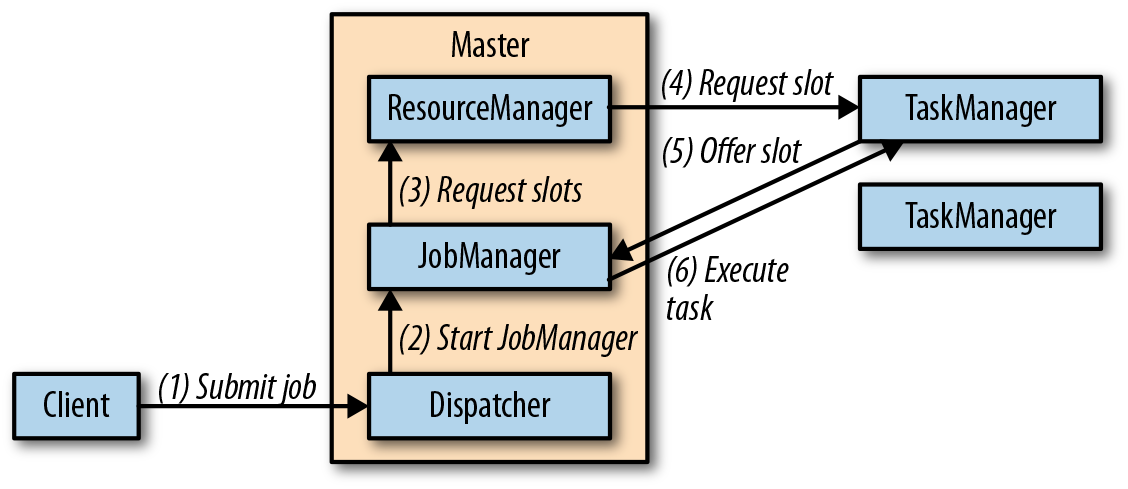 Master
ResourceManager
(4) Request slot
TaskManager
(5) Offer slot
(3) Request slots
TaskManager
JobManager
(6) Execute
task
(2) Start JobManager
Client
(1) Submit job
Dispatcher